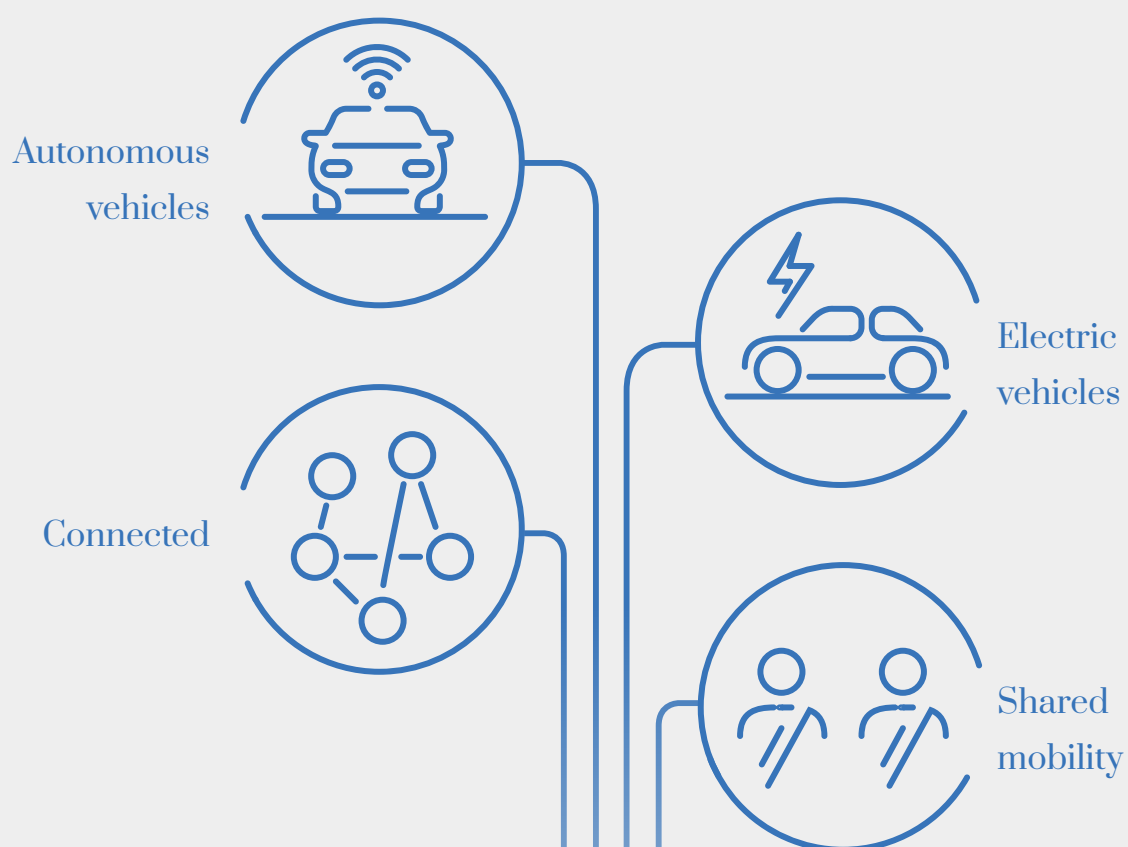 Autonomous
vehicles
Electric
vehicles
Connected
Shared
mobility